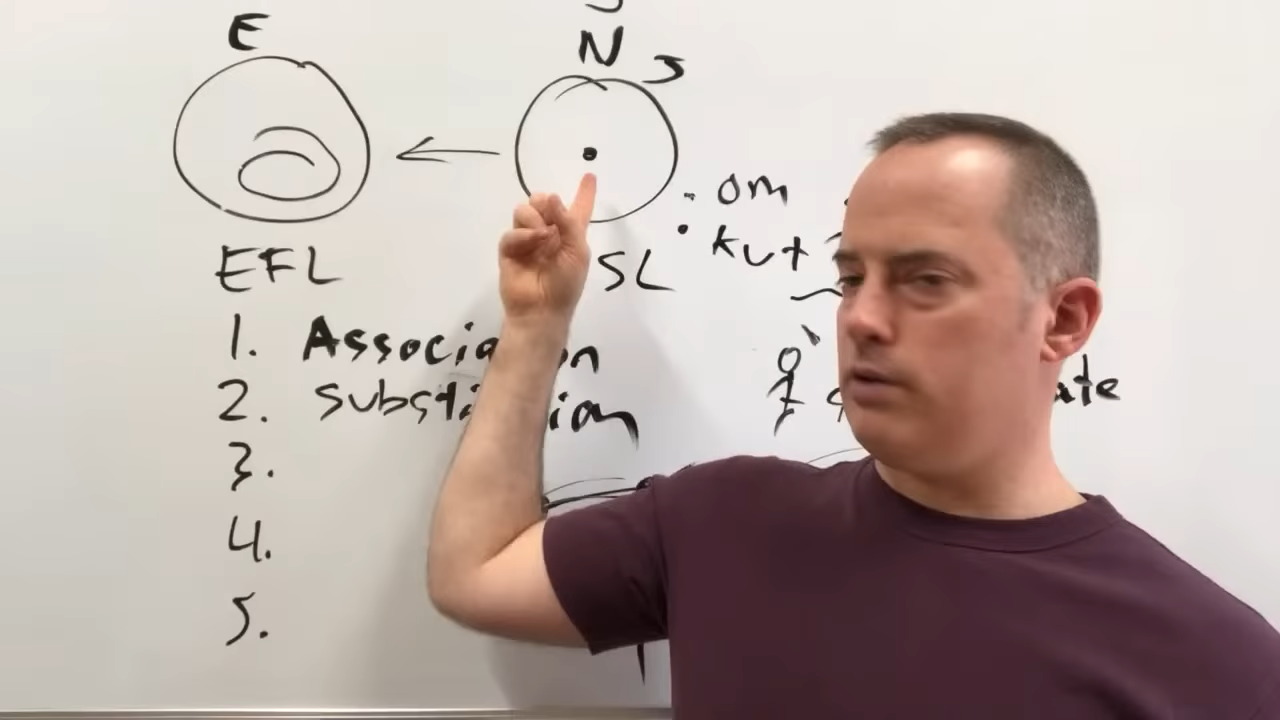 E
N
J
om
kut
EFL
SL
1. Association
2. substitution
3.
4.
5.